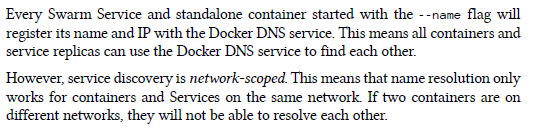 Every Swarm Service and standalone container started with the --name flag will
register its name and IP with the Docker DNS service. This means all containers and
service replicas can use the Docker DNS service to find each other.
However, service discovery is network-scoped. This means that name resolution only
works for containers and Services on the same network. If two containers are on
different networks, they will not be able to resolve each other.